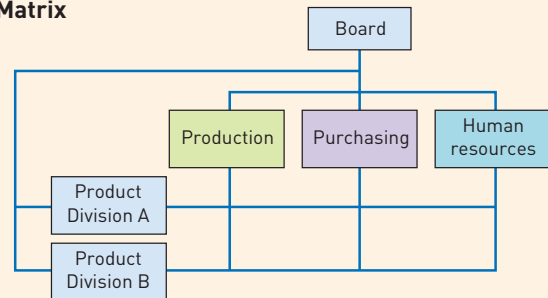 Matrix
Board
Production
Purchasing
Human
resources
Product
Division A
Product
Division B